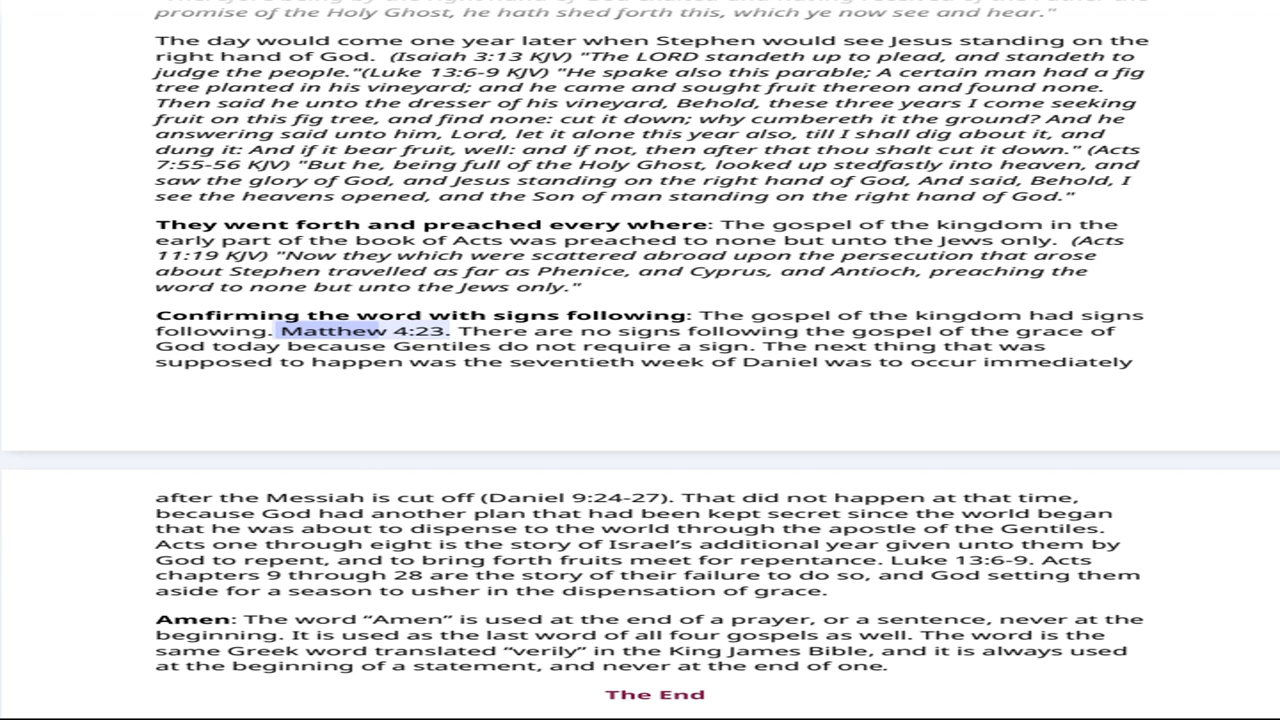 promise of the Holy Ghost, he hath shed forth this, which ye now see and hear."
The day would come one year later when Stephen would see Jesus standing on the
right hand of God. (Isaiah 3:13 KJV) "The LORD standeth up to plead, and standeth to
judge the people."(Luke 13:6-9 KJV) "He spake also this parable; A certain man had a fig
tree planted in his vineyard; and he came and sought fruit thereon and found none.
Then said he unto the dresser of his vineyard, Behold, these three years I come seeking
fruit on this fig tree, and find none: cut it down; why cumbereth it the ground? And he
answering said unto him, Lord, let it alone this year also, till I shall dig about it, and
dung it: And if it bear fruit, well: and if not, then after that thou shalt cut it down." (Acts
7:55-56 KJV) "But he, being full of the Holy Ghost, looked up stedfastly into heaven, and
saw the glory of God, and Jesus standing on the right hand of God, And said, Behold, I
see the heavens opened, and the Son of man standing on the right hand of God."
They went forth and preached every where: The gospel of the kingdom in the
early part of the book of Acts was preached to none but unto the Jews only. (Acts
11:19 KJV) "Now they which were scattered abroad upon the persecution that arose
about Stephen travelled as far as Phenice, and Cyprus, and Antioch, preaching the
word to none but unto the Jews only."
Confirming the word with signs following: The gospel of the kingdom had signs
following. Matthew 4:23. There are no signs following the gospel of the grace of
God today because Gentiles do not require a sign. The next thing that was
supposed to happen was the seventieth week of Daniel was to occur immediately
after the Messiah is cut off (Daniel 9:24-27). That did not happen at that time,
because God had another plan that had been kept secret since the world began
that he was about to dispense to the world through the apostle of the Gentiles.
Acts one through eight is the story of Israel's additional year given unto them by
God to repent, and to bring forth fruits meet for repentance. Luke 13:6-9. Acts
chapters 9 through 28 are the story of their failure to do so, and God setting them
aside for a season to usher in the dispensation of grace.
Amen: The word “Amen” is used at the end of a prayer, or a sentence, never at the
beginning. It is used as the last word of all four gospels as well. The word is the
same Greek word translated “verily” in the King James Bible, and it is always used
at the beginning of a statement, and never at the end of one.
The End